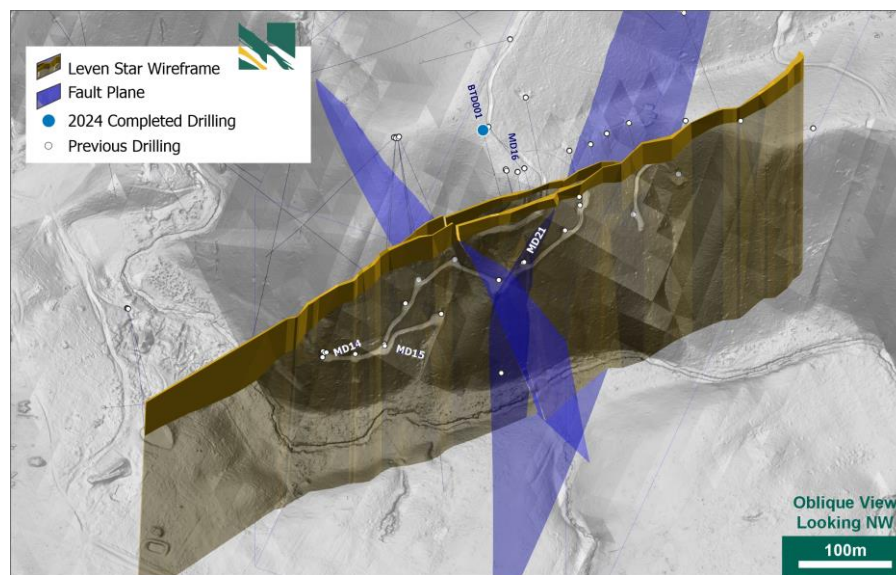 Leven Star Wireframe
Fault Plane
2024 Completed Drilling
Previous Drilling
BTD001
MD16
MD21
MD14
MD15
Oblique View
Looking NW
100m